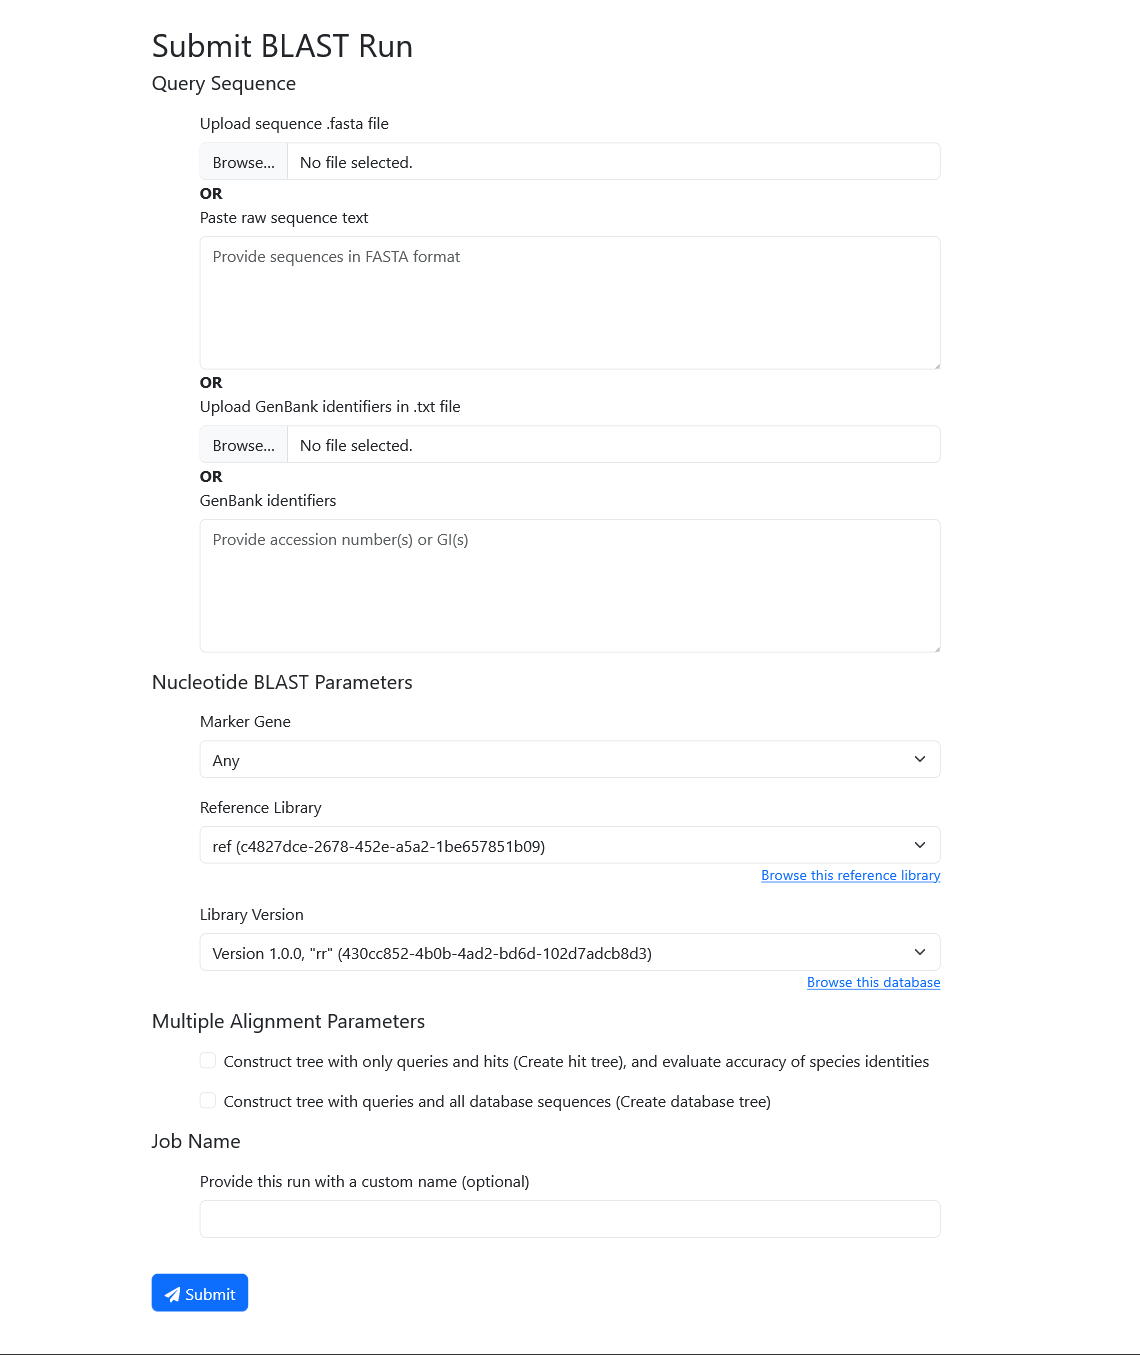 Submit BLAST Run
Query Sequence
Upload sequence .fasta file
Browse... No file selected.
OR
Paste raw sequence text
Provide sequences in FASTA format
OR
Upload GenBank identifiers in .txt file
Browse... No file selected.
OR
GenBank identifiers
Provide accession number(s) or GI(s)
Nucleotide BLAST Parameters
Marker Gene
Any
Reference Library
ref (c4827dce-2678-452e-a5a2-1be657851b09)
Browse this reference library
Library Version
Version 1.0.0, "rr" (430cc852-4b0b-4ad2-bd6d-102d7adcb8d3)
Browse this database
Multiple Alignment Parameters
Construct tree with only queries and hits (Create hit tree), and evaluate accuracy of species identities
Construct tree with queries and all database sequences (Create database tree)
Job Name
Provide this run with a custom name (optional)
Submit